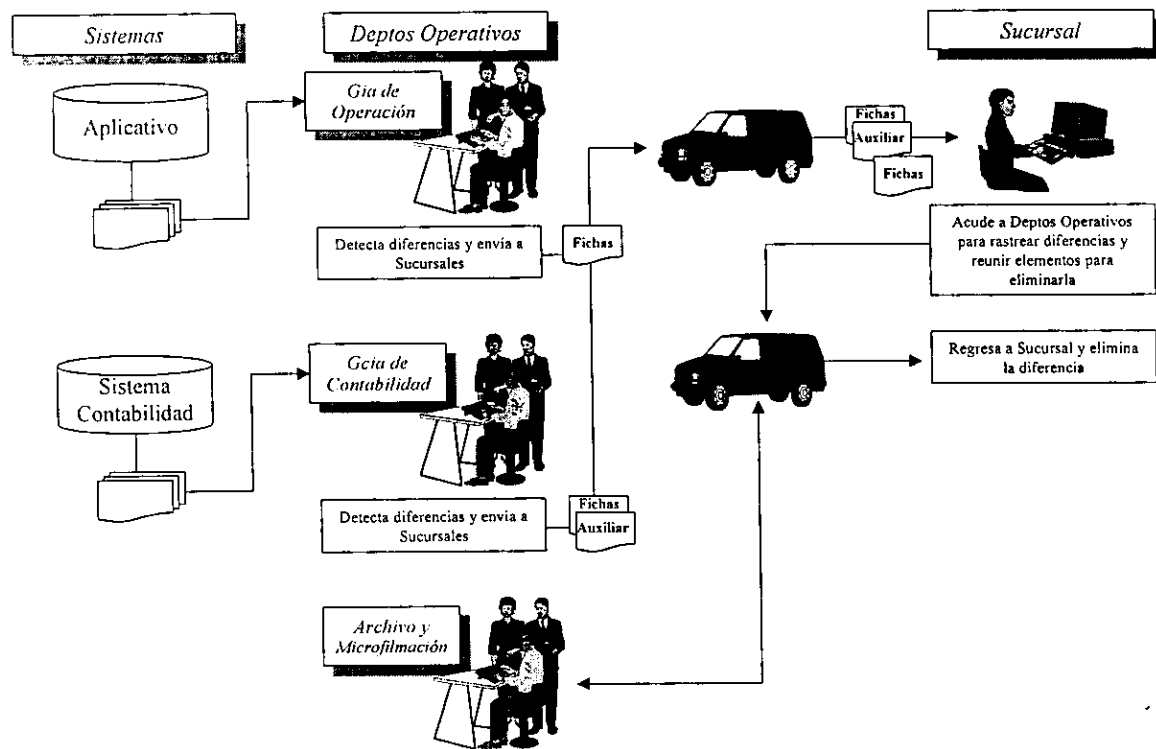 Sistemas
Deptos Operativos
Sucursal
Aplicativo
Gia de
Operación
Fichas
Auxiliar
Fichas
Detecta diferencias y envia a
Sucursales
Fichas
Acude a Deptos Operativos
para rastrear diferencias y
reunir elementos para
eliminarla
Sistema
Contabilidad
Gcia de
Contabilidad
Regresa a Sucursal y elimina
la diferencia
Detecta diferencias y envia a
Sucursales
Fichas
Auxiliar
Archivo y
Microfilmación